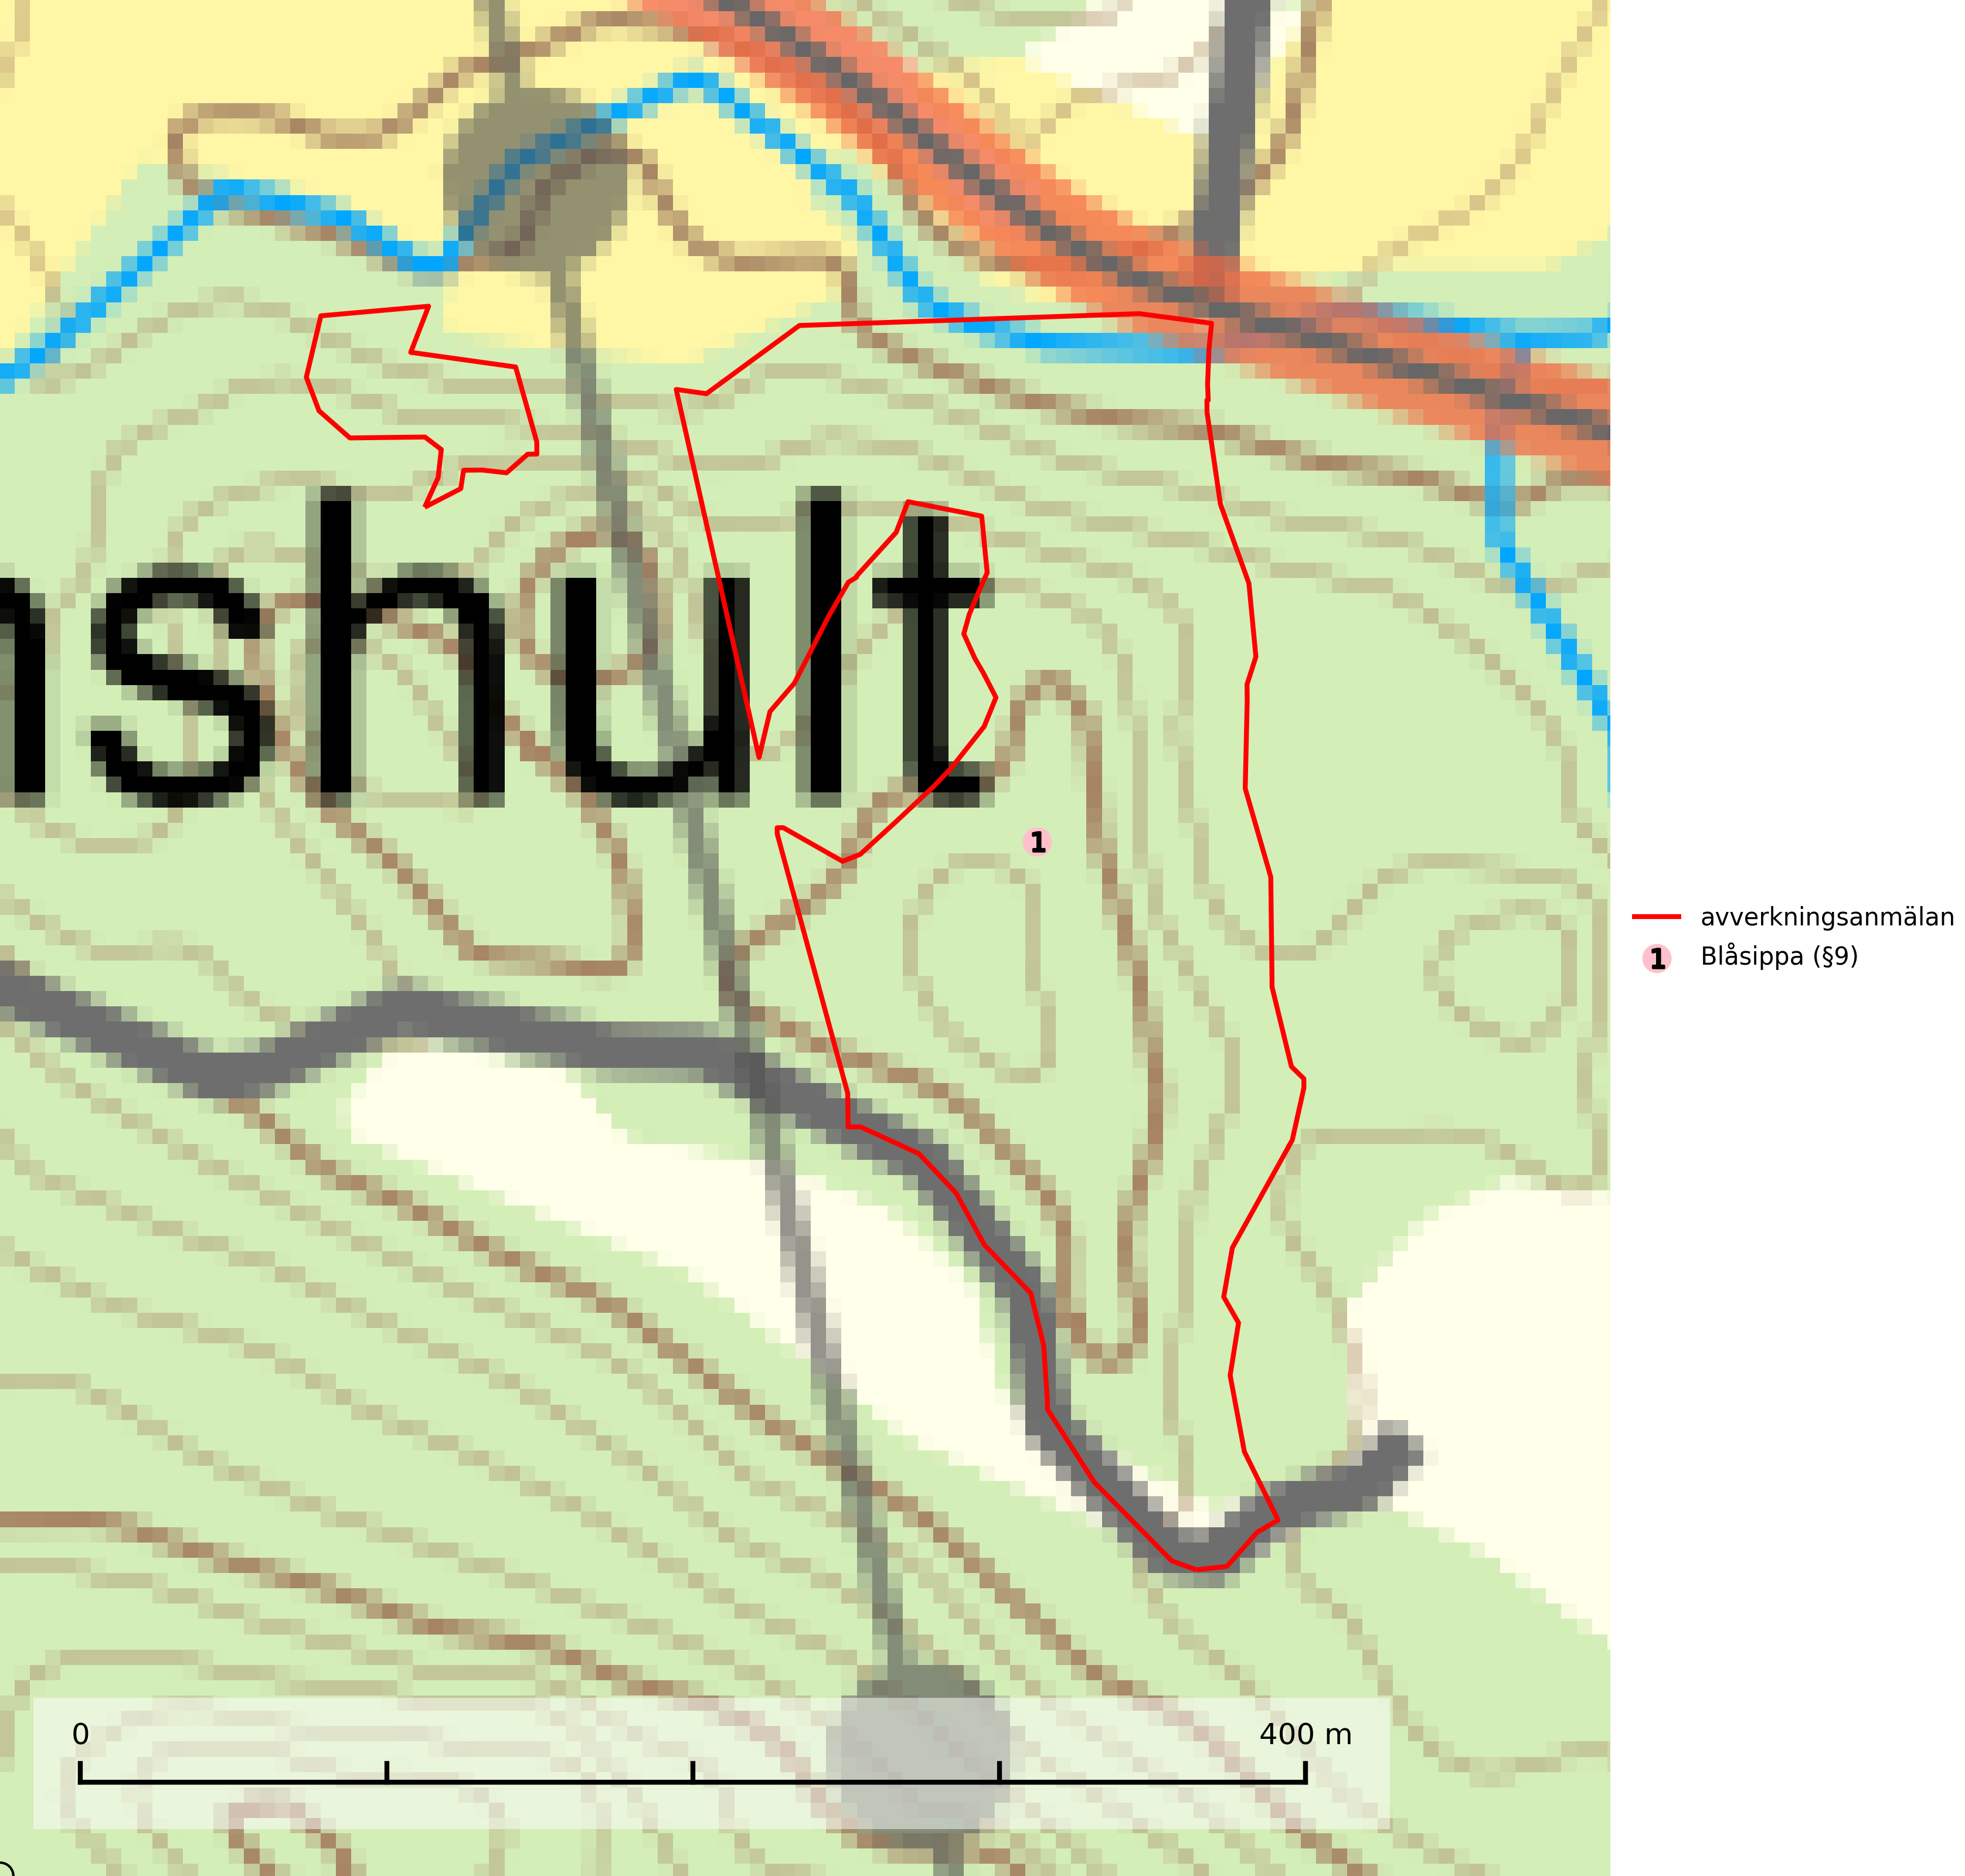 nshult
1
avverkningsanmälan
1 Blåsippa (§9)
0 400 m